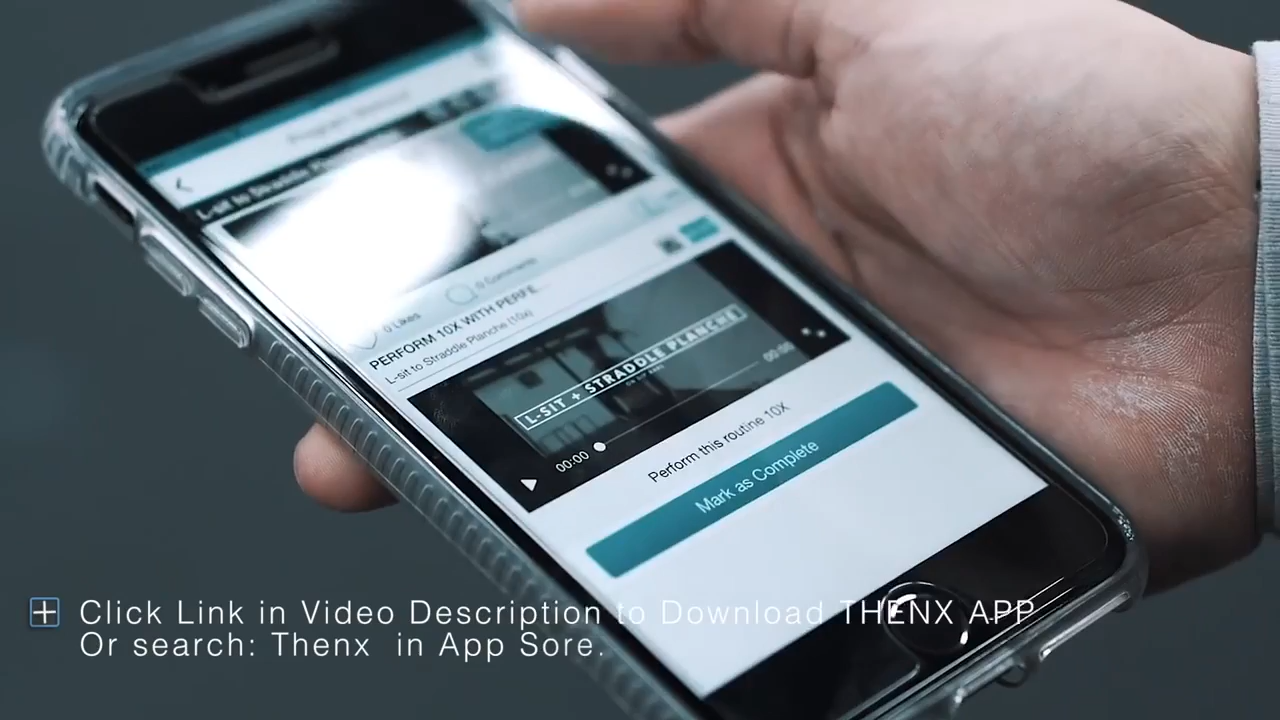 L-sit to Straddle
0 Likes
0 Comments
PERFORM 10X WITH PERFE...
L-sit to Straddle Planche (10x)
L-SIT + STRADDLE PLANCHE
00:00
00:00
Perform this routine 10X
Mark as Complete
Click Link in Video Description to Download THENX APP
Or search: Thenx in App Sore.